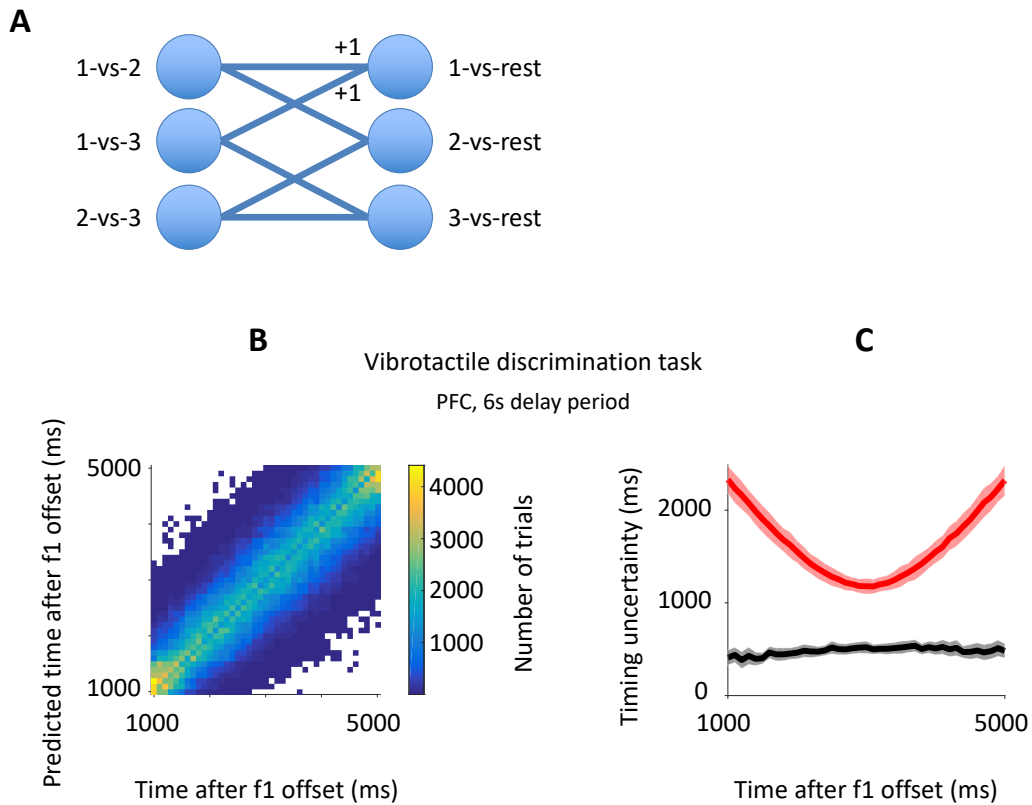 A
+1
1-vs-2
1-vs-rest
+1
1-vs-3
2-vs-rest
2-vs-3
3-vs-rest
B
C
Vibrotactile discrimination task
PFC, 6s delay period
Predicted time after f1 offset (ms)
5000
1000
1000
5000
Time after f1 offset (ms)
4000
3000
2000
1000
Number of trials
Timing uncertainty (ms)
2000
1000
0
1000
5000
Time after f1 offset (ms)